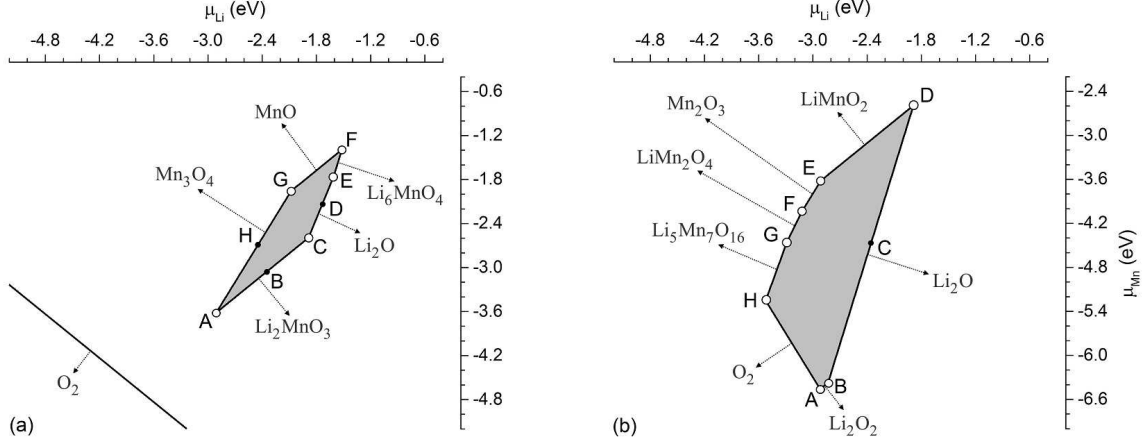 μLi (eV)
-4.8 -4.2 -3.6 -3.0 -2.4 -1.8 -1.2 -0.6
-0.6
-1.2
-1.8
-2.4
-3.0
-3.6
-4.2
-4.8
MnO
F
Mn3O4
G
E
Li6MnO4
D
H
C
Li2O
B
A
Li2MnO3
O2
(a)
μLi (eV)
-4.8 -4.2 -3.6 -3.0 -2.4 -1.8 -1.2 -0.6
-2.4
-3.0
-3.6
-4.2
-4.8
-5.4
-6.0
-6.6
μMn (eV)
Mn2O3
LiMnO2
D
LiMn2O4
E
F
Li5Mn7O16
G
C
Li2O
H
O2
B
A
Li2O2
(b)